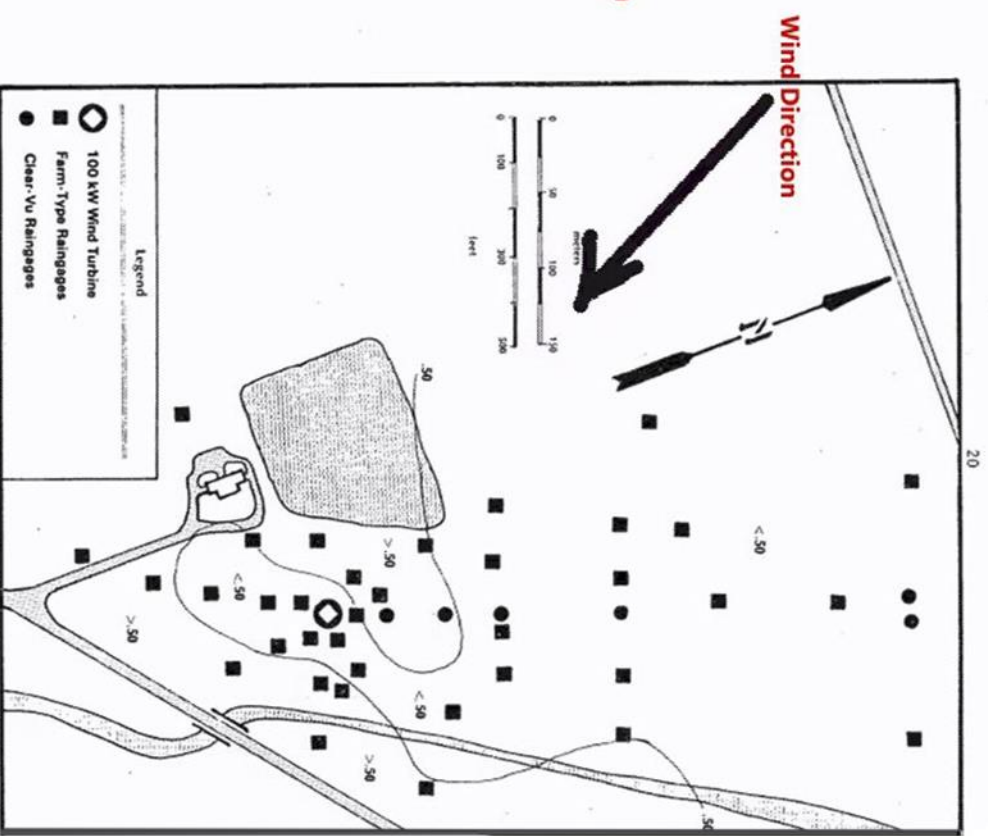 Wind Direction
20
0 50 100 150
meters
0 100 300 500
feet
N
.50
< .50
> .50
< .50
> .50
< .50
> .50
.50
Legend
100 kW Wind Turbine
Farm-Type Raingages
Clear-Vu Raingages